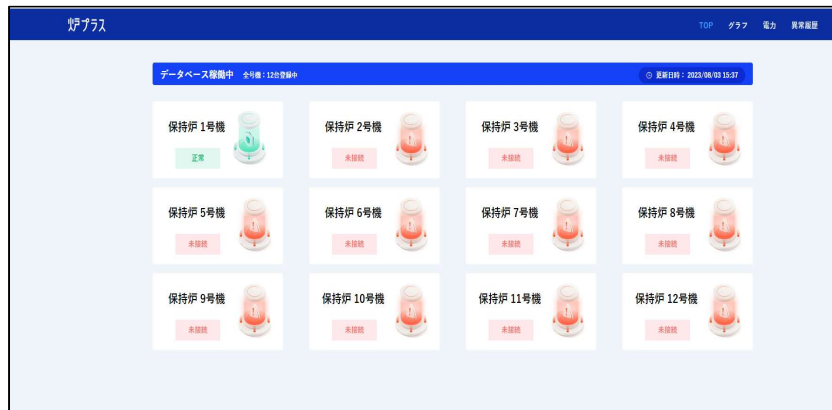 炉プラス
TOP グラフ 電力 異常履歴
データベース稼働中 全号機：12台登録中
更新日時： 2023/08/03 15:37
保持炉 1号機
正常
保持炉 2号機
未接続
保持炉 3号機
未接続
保持炉 4号機
未接続
保持炉 5号機
未接続
保持炉 6号機
未接続
保持炉 7号機
未接続
保持炉 8号機
未接続
保持炉 9号機
未接続
保持炉 10号機
未接続
保持炉 11号機
未接続
保持炉 12号機
未接続